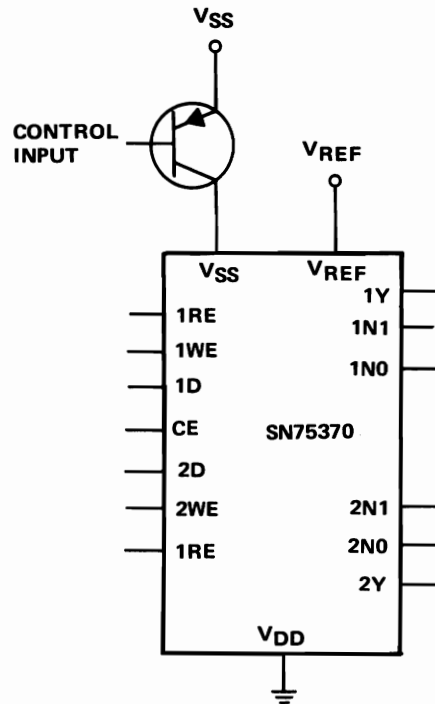 VSS
CONTROL
INPUT
VREF
VSS
VREF
1Y
1RE
1N1
1WE
1N0
1D
CE
SN75370
2D
2WE
2N1
1RE
2N0
2Y
VDD